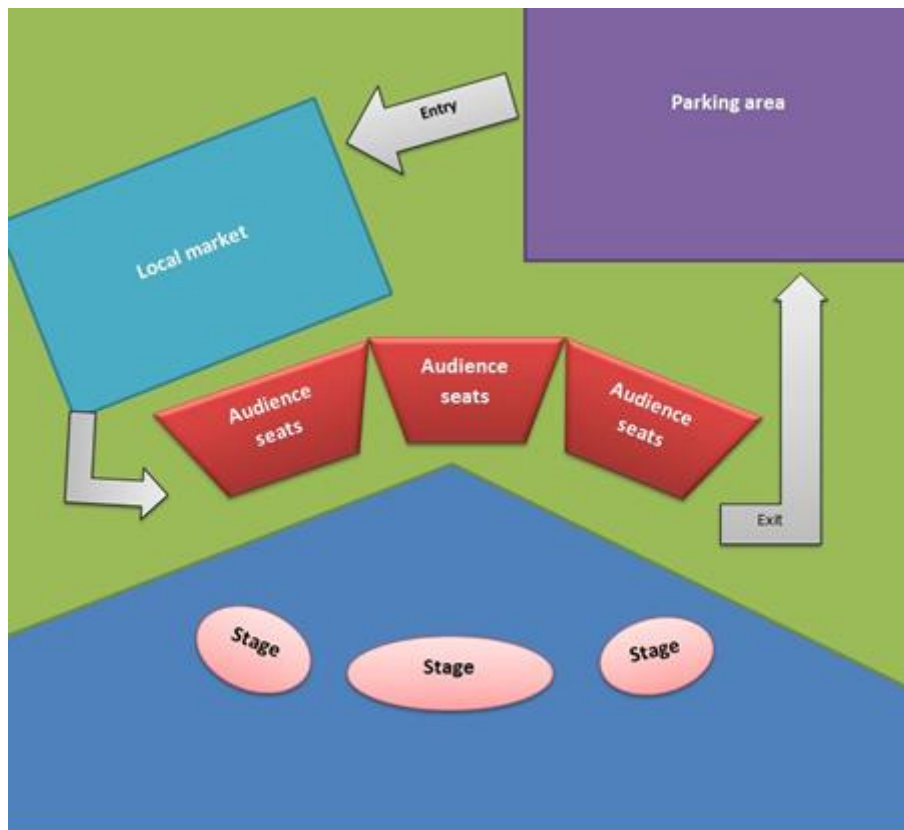 Parking area
Entry
Local market
Audience
seats
Audience
seats
Audience
seats
Exit
Stage
Stage
Stage